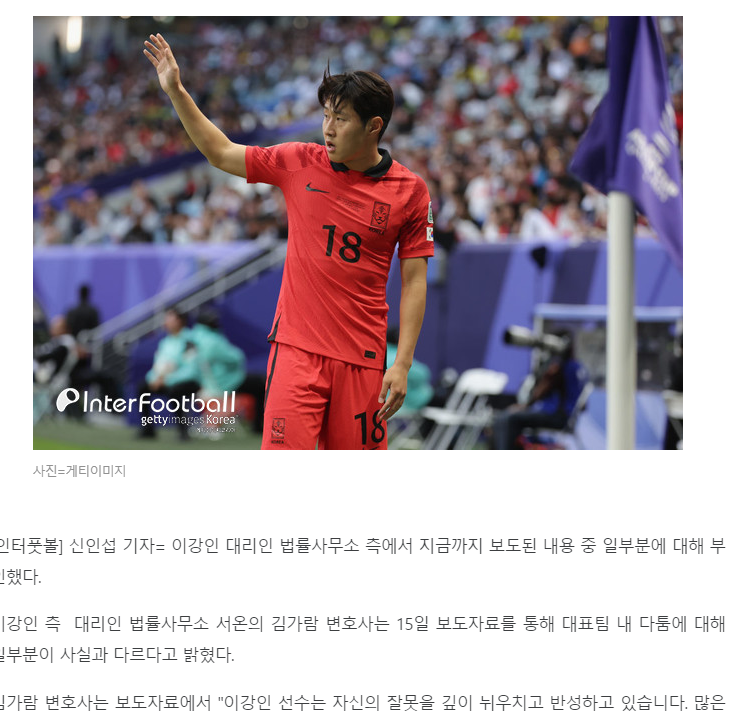 18
18
InterFootball
gettyimages Korea
사진=게티이미지
인터풋볼] 신인섭 기자= 이강인 대리인 법률사무소 측에서 지금까지 보도된 내용 중 일부분에 대해 부
인했다.
이강인 측 대리인 법률사무소 서온의 김가람 변호사는 15일 보도자료를 통해 대표팀 내 다툼에 대해
일부분이 사실과 다르다고 밝혔다.
김가람 변호사는 보도자료에서 "이강인 선수는 자신의 잘못을 깊이 뉘우치고 반성하고 있습니다. 많은